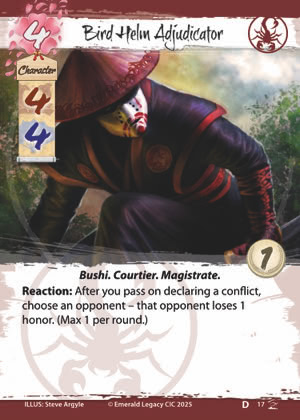 4
Bird Helm Adjudicator
Character
4
4
1
Bushi. Courtier. Magistrate.
Reaction: After you pass on declaring a conflict,
choose an opponent – that opponent loses 1
honor. (Max 1 per round.)
ILLUS: Steve Argyle © Emerald Legacy CIC 2025 D 17